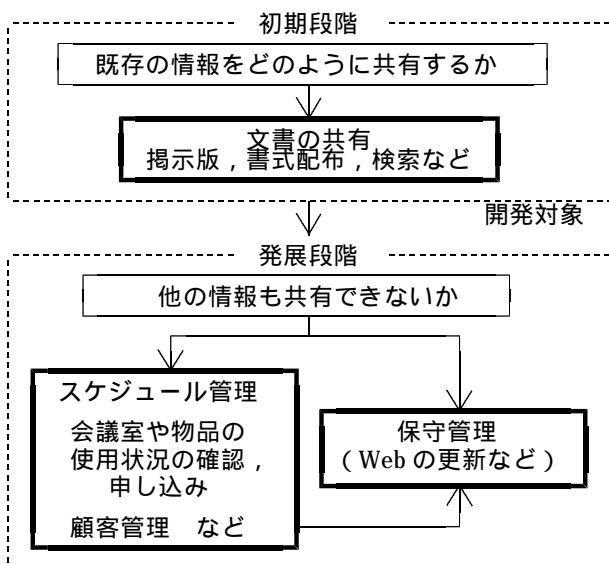 初期段階
既存の情報をどのように共有するか
文書の共有
掲示版，書式配布，検索など
開発対象
発展段階
他の情報も共有できないか
スケジュール管理
会議室や物品の
使用状況の確認，
申し込み
顧客管理　など
保守管理
（Webの更新など）